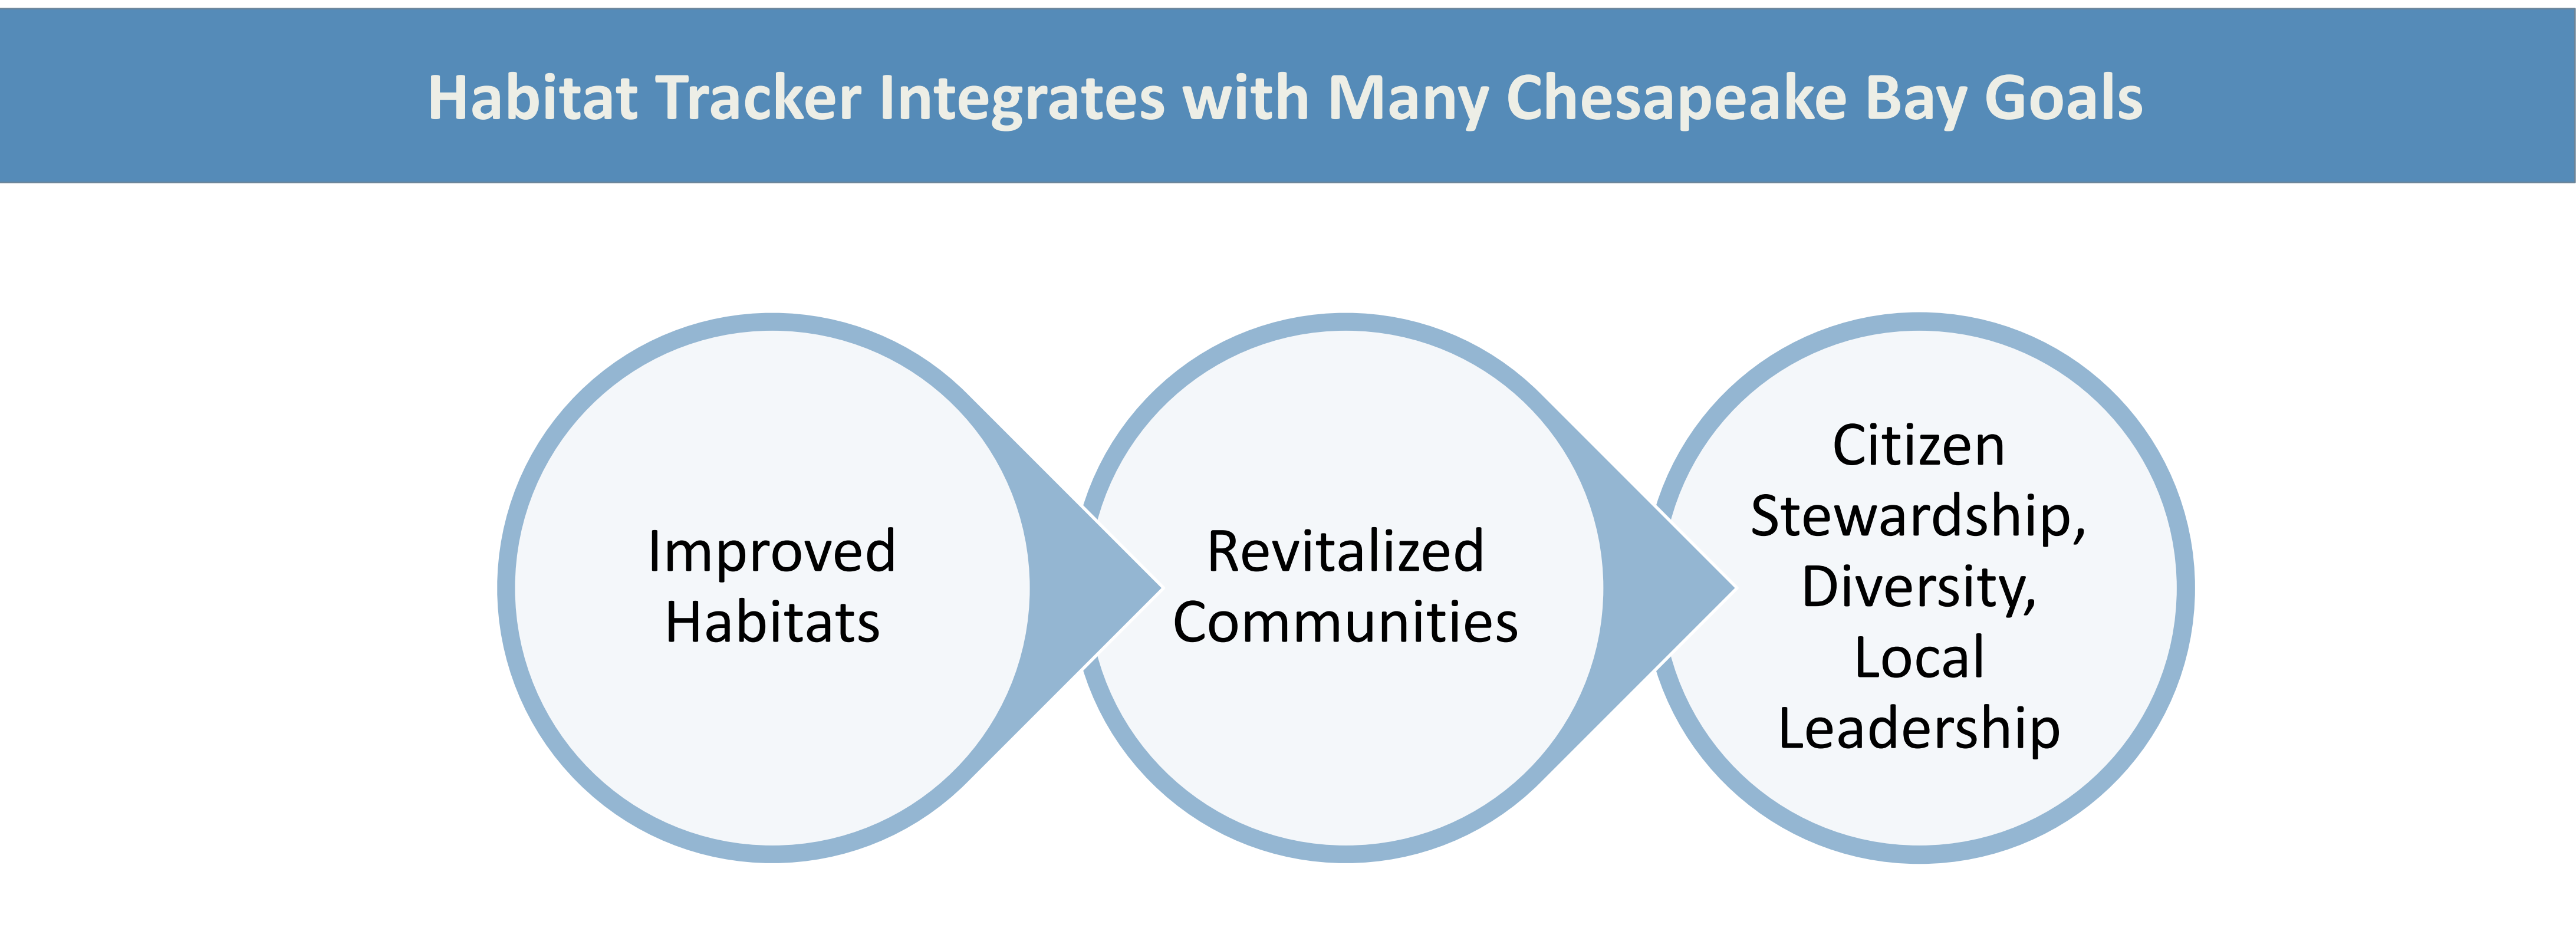 Habitat Tracker Integrates with Many Chesapeake Bay Goals
Improved
Habitats
Revitalized
Communities
Citizen
Stewardship,
Diversity,
Local
Leadership